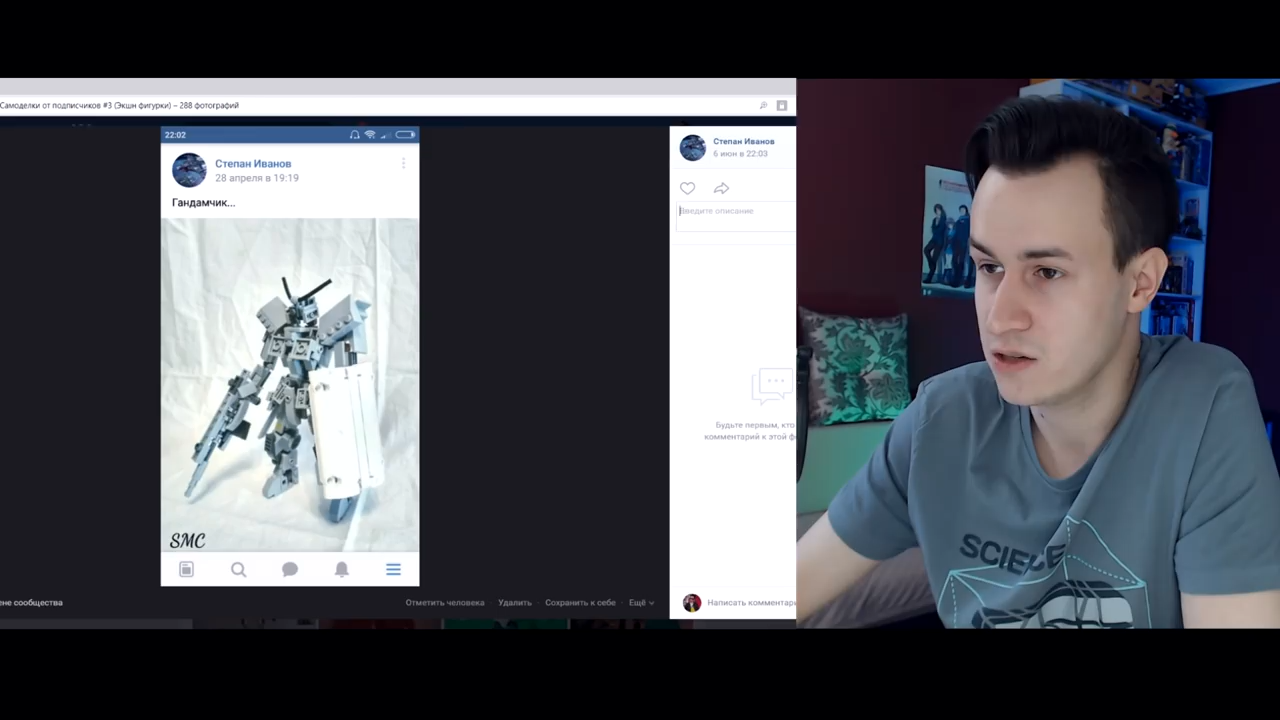 Самоделки от подписчиков #3 (Экшн фигурки) – 288 фотографий
22:02
Степан Иванов
28 апреля в 19:19
Гандамчик...
SMC
Степан Иванов
6 июн в 22:03
Введите описание
Будьте первым, кто
комментарий к этой ф
ене сообщества
Отметить человека
Удалить
Сохранить к себе
Ещё
Написать комментари
SCIENCE